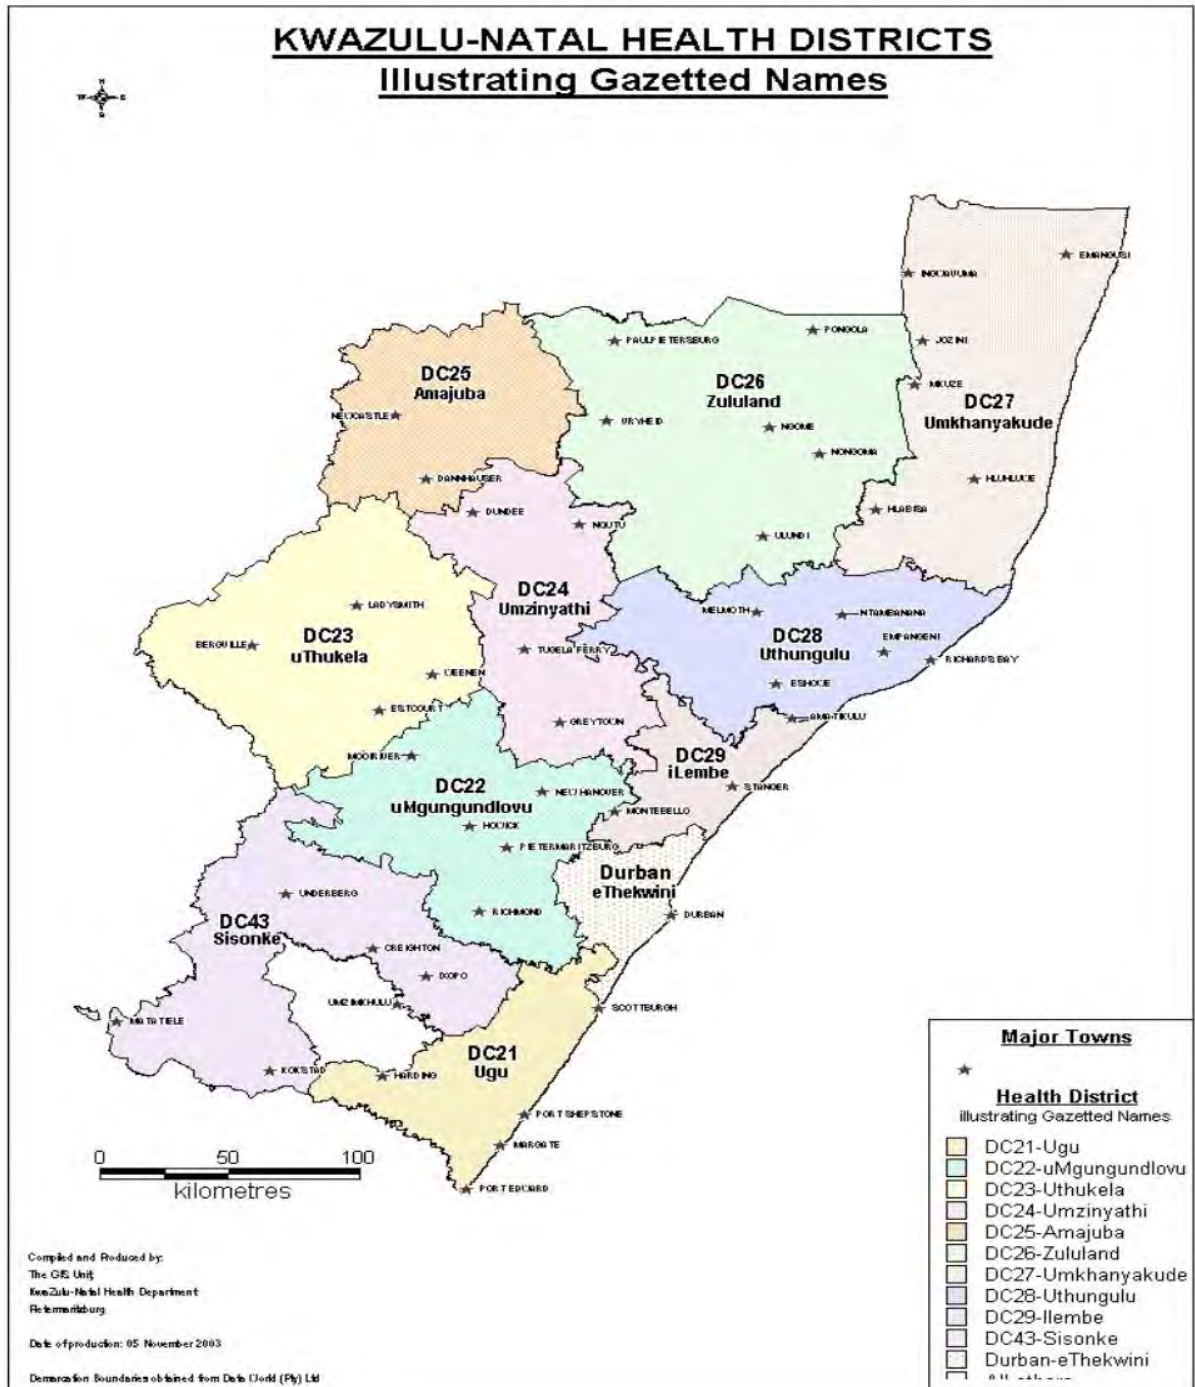 KWAZULU-NATAL HEALTH DISTRICTS
Illustrating Gazetted Names
EMANGUSI
INGWAVUMA
PONGOLA
PAULPIETERSBURG
JOZINI
DC25
Amajuba
DC26
Zululand
MKUZE
DC27
Umkhanyakude
NEWCASTLE
VRYHEID
NGOME
NONGOMA
DANNHAUSER
HLUHLUWE
DUNDEE
NQUTU
HLABISA
ULUNDI
DC24
Umzinyathi
LADYSMITH
MELMOTH
NTAMBANANA
DC23
uThukela
BERGVILLE
DC28
Uthungulu
EMPANGENI
TUGELA FERRY
RICHARDS BAY
WEENEN
ESHOWE
ESTCOURT
GREYTOWN
AMATIKULU
MOOIRIVER
DC29
iLembe
DC22
uMgungundlovu
NEW HANOVER
STANGER
MONTEBELLO
HOWICK
PIETERMARITZBURG
Durban
eThekwini
UNDERBERG
RICHMOND
DURBAN
DC43
Sisonke
CREIGHTON
IXOPO
UMZIMKHULU
SCOTTBURGH
MATATIELE
DC21
Ugu
KOKSTAD
HARDING
PORT SHEPSTONE
MARGATE
PORT EDWARD
0 50 100
kilometres
Major Towns
Health District
illustrating Gazetted Names
DC21-Ugu
DC22-uMgungundlovu
DC23-Uthukela
DC24-Umzinyathi
DC25-Amajuba
DC26-Zululand
DC27-Umkhanyakude
DC28-Uthungulu
DC29-Ilembe
DC43-Sisonke
Durban-eThekwini
Compiled and Produced by:
The GIS Unit,
KwaZulu-Natal Health Department
Pietermaritzburg
Date of production: 05 November 2003
Demarcation Boundaries obtained from Data World (Pty) Ltd